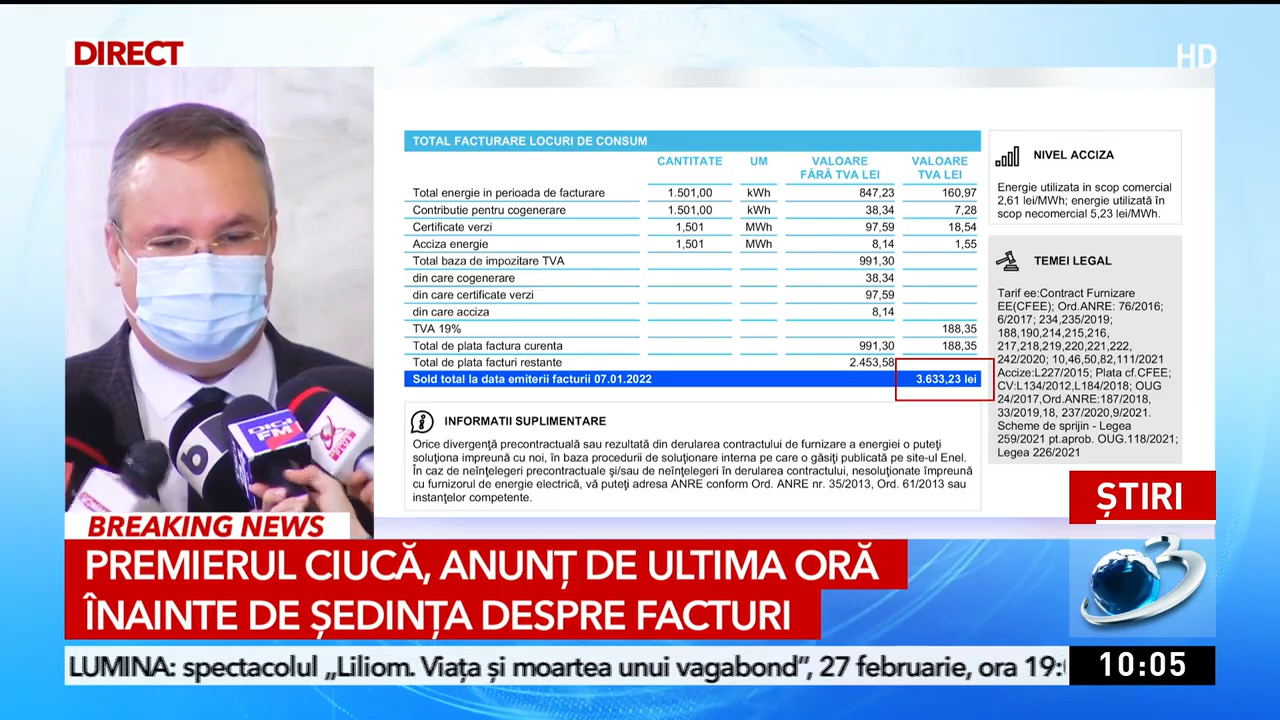 DIRECT
HD
TOTAL FACTURARE LOCURI DE CONSUM
CANTITATE UM VALOARE FĂRĂ TVA LEI VALOARE TVA LEI
Total energie in perioada de facturare 1.501,00 kWh 847,23 160,97
Contributie pentru cogenerare 1.501,00 kWh 38,34 7,28
Certificate verzi 1,501 MWh 97,59 18,54
Acciza energie 1,501 MWh 8,14 1,55
Total baza de impozitare TVA 991,30
din care cogenerare 38,34
din care certificate verzi 97,59
din care acciza 8,14
TVA 19% 188,35
Total de plata factura curenta 991,30 188,35
Total de plata facturi restante 2.453,58
Sold total la data emiterii facturii 07.01.2022 3.633,23 lei
INFORMATII SUPLIMENTARE
Orice divergenţă precontractuală sau rezultată din derularea contractului de furnizare a energiei o puteţi
soluţiona impreună cu noi, în baza procedurii de soluţionare interna pe care o găsiţi publicată pe site-ul Enel.
În caz de neînţelegeri precontractuale şi/sau de neînţelegeri în derularea contractului, nesoluţionate împreună
cu furnizorul de energie electrică, vă puteţi adresa ANRE conform Ord. ANRE nr. 35/2013, Ord. 61/2013 sau
instanţelor competente.
NIVEL ACCIZA
Energie utilizata in scop comercial
2,61 lei/MWh; energie utilizată în
scop necomercial 5,23 lei/MWh.
TEMEI LEGAL
Tarif ee:Contract Furnizare
EE(CFEE); Ord.ANRE: 76/2016;
6/2017; 234,235/2019;
188,190,214,215,216,
217,218,219,220,221,222,
242/2020; 10,46,50,82,111/2021
Accize:L227/2015; Plata cf.CFEE;
CV:L134/2012,L184/2018; OUG
24/2017,Ord.ANRE:187/2018,
33/2019,18, 237/2020,9/2021.
Scheme de sprijin - Legea
259/2021 pt.aprob. OUG.118/2021;
Legea 226/2021
DIGI
FM
b
BREAKING NEWS
PREMIERUL CIUCĂ, ANUNȚ DE ULTIMA ORĂ
ÎNAINTE DE ȘEDINȚA DESPRE FACTURI
ȘTIRI
3
LUMINA: spectacolul „Liliom. Viața și moartea unui vagabond”, 27 februarie, ora 19:
10:05